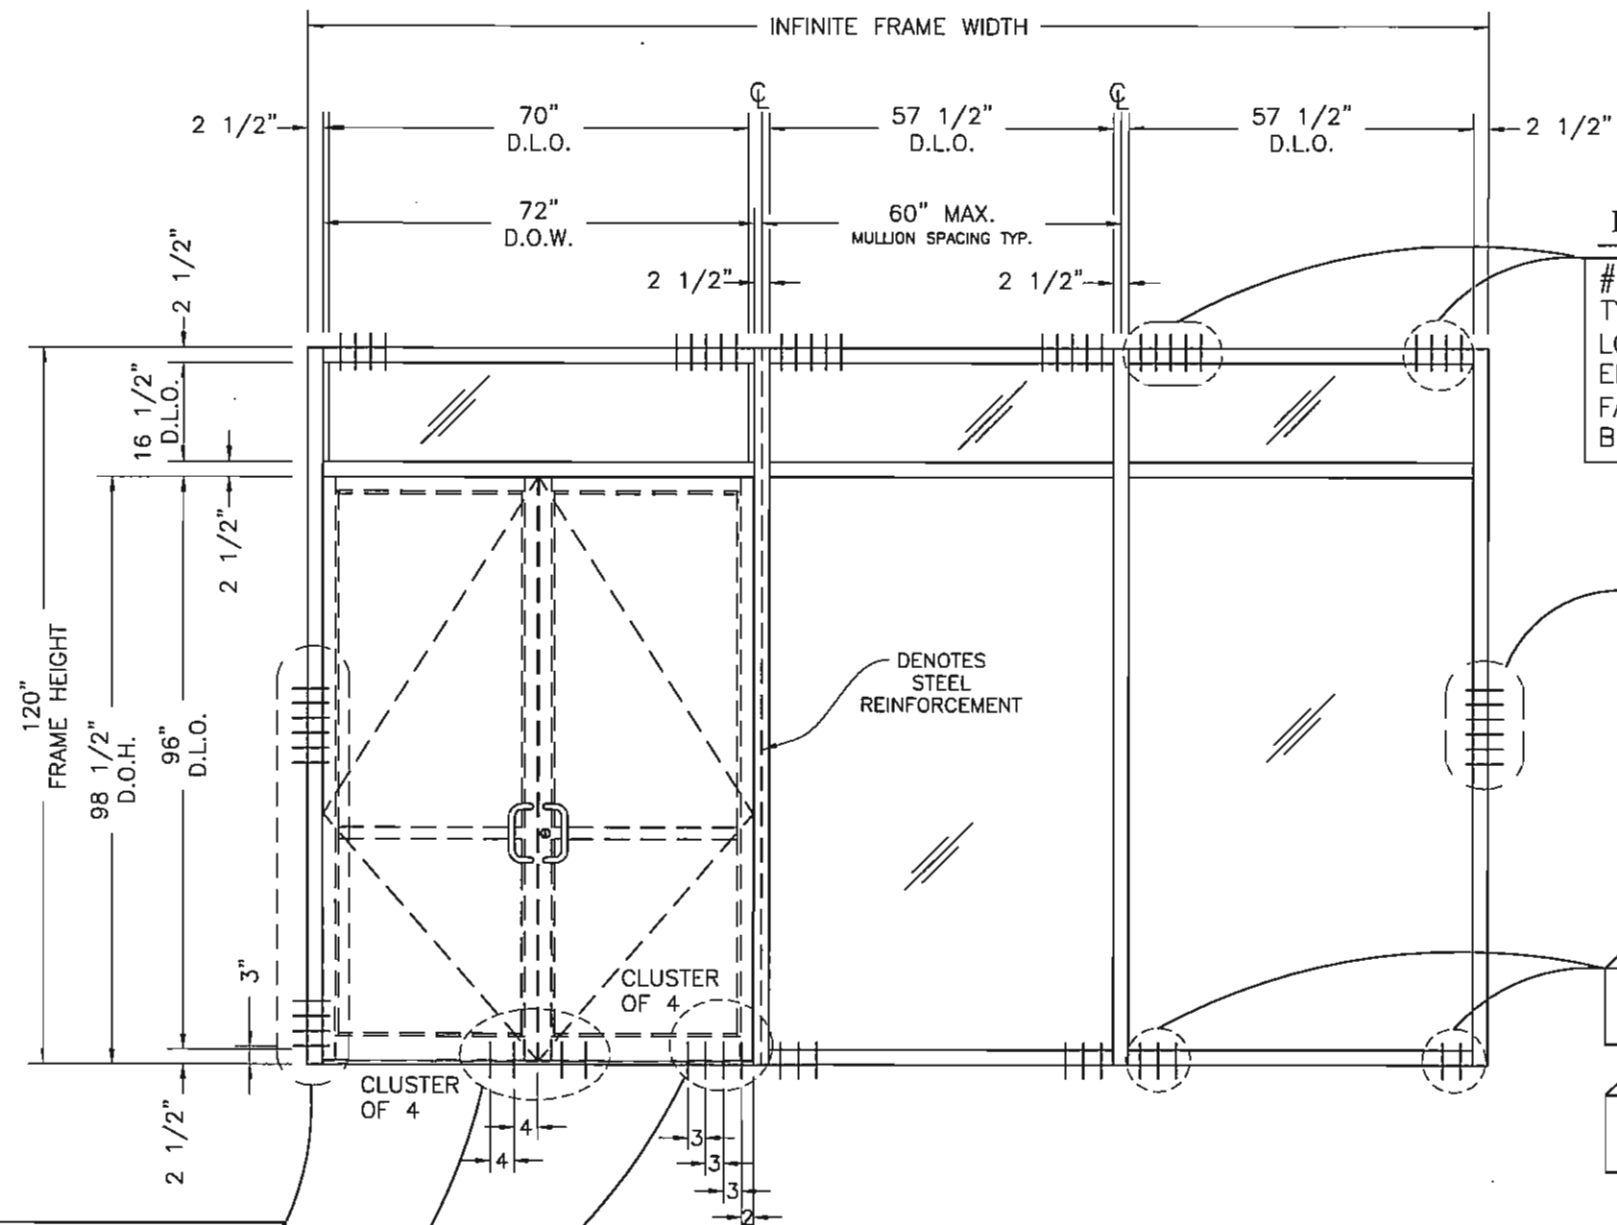 INFINITE FRAME WIDTH
℄
℄
2 1/2"
70"
D.L.O.
57 1/2"
D.L.O.
57 1/2"
D.L.O.
2 1/2"
72"
D.O.W.
60" MAX.
MULLION SPACING TYP.
2 1/2"
2 1/2"
2 1/2"
16 1/2"
D.L.O.
2 1/2"
120"
FRAME HEIGHT
98 1/2"
D.O.H.
96"
D.L.O.
3"
2 1/2"
DENOTES
STEEL
REINFORCEMENT
CLUSTER
OF 4
CLUSTER
OF 4
4
4
3
3
3
2
#
T
LO
E
FA
B